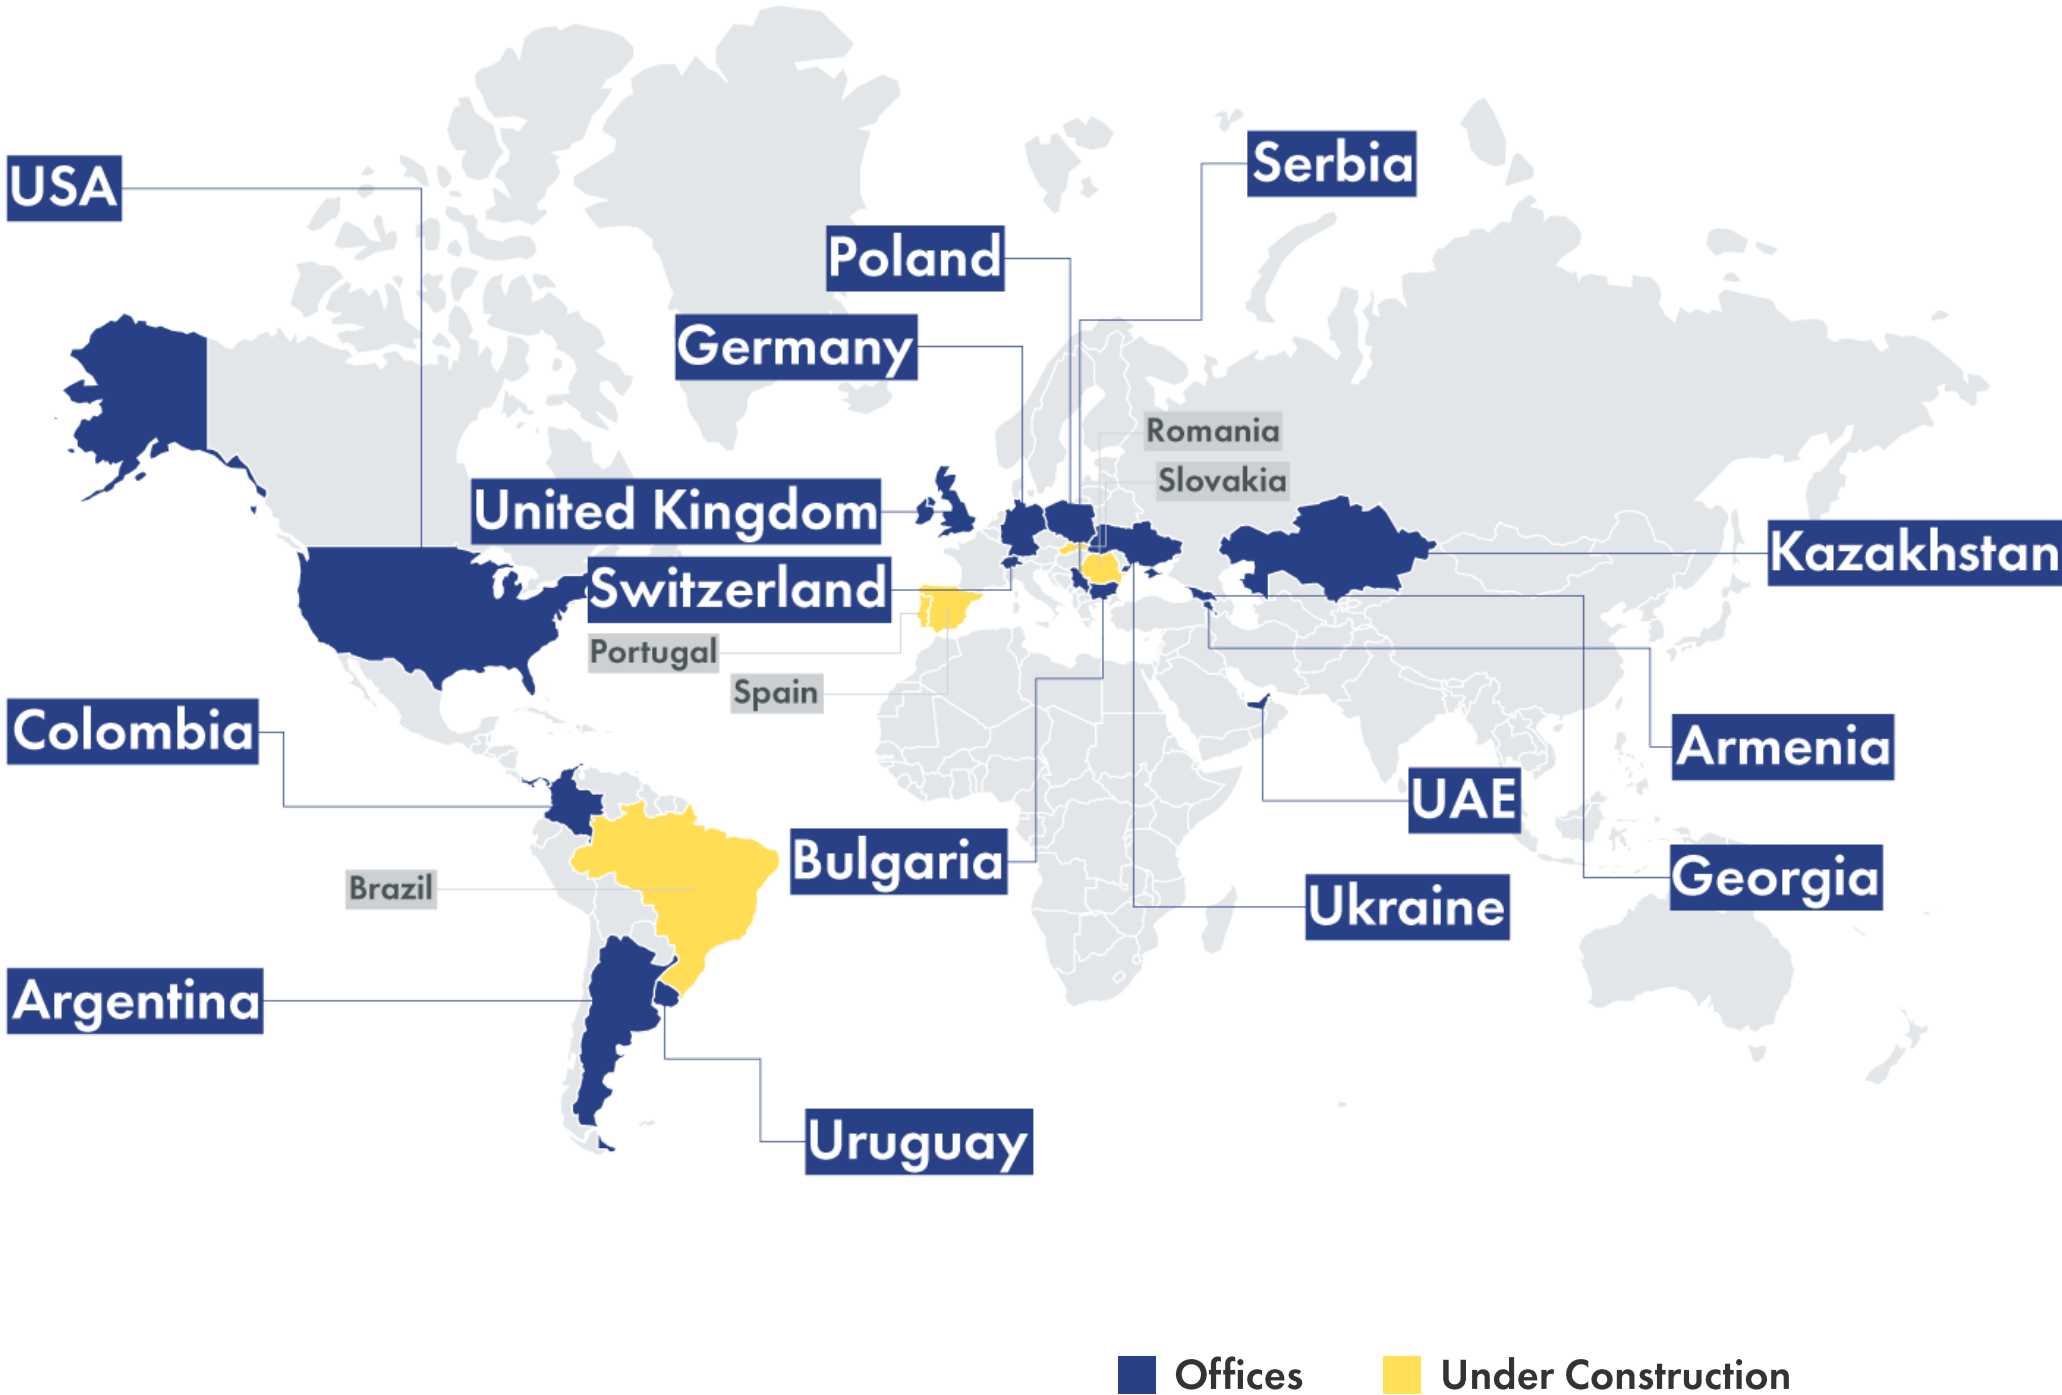 Serbia
USA
Poland
Germany
Romania
Slovakia
United Kingdom
Kazakhstan
Switzerland
Portugal
Spain
Colombia
Armenia
UAE
Bulgaria
Georgia
Brazil
Ukraine
Argentina
Uruguay
Offices
Under Construction